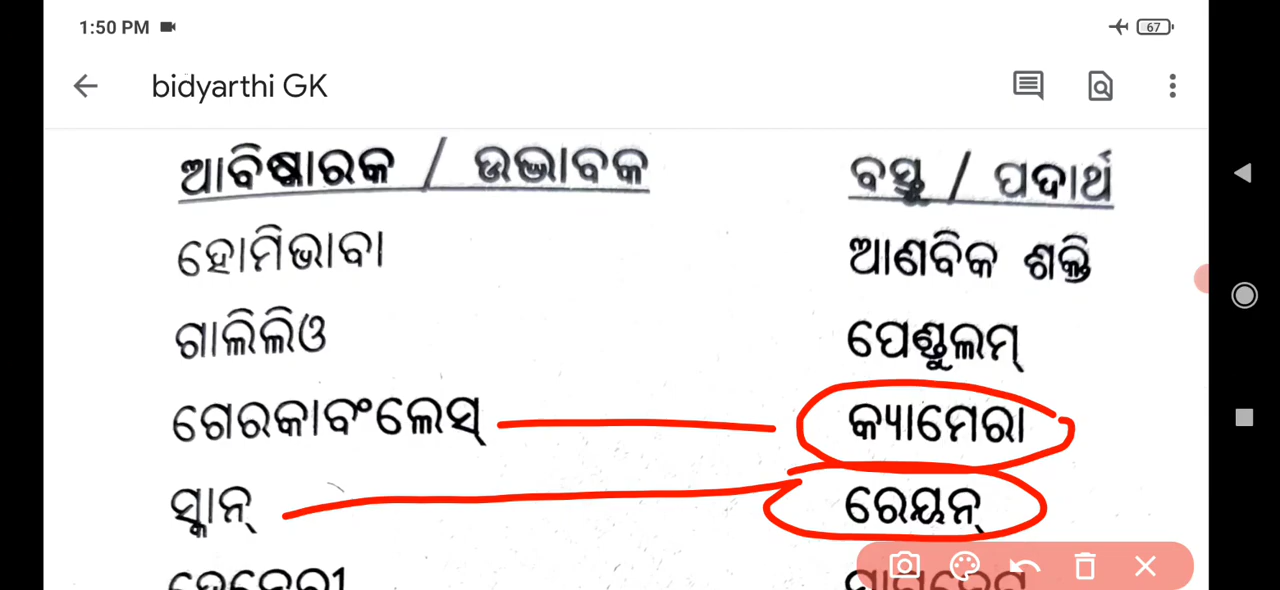 1:50 PM 67
bidyarthi GK
ଆବିଷ୍କାରକ / ଉଦ୍ଭାବକ ବସ୍ତୁ / ପଦାର୍ଥ
ହୋମିଭାବା ଆଣବିକ ଶକ୍ତି
ଗାଲିଲିଓ ପେଣ୍ଡୁଲମ୍
ଗେରକାବଂଲେସ୍ କ୍ୟାମେରା
ସ୍କାନ୍ ରେୟନ୍